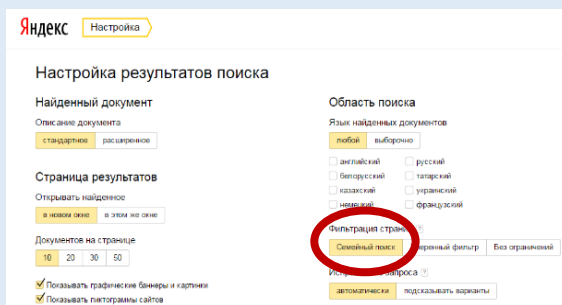 Яндекс Настройка
Настройка результатов поиска
Найденный документ
Описание документа
стандартное расширенное
Страница результатов
Открывать найденное
в новом окне в этом же окне
Документов на странице
10 20 30 50
Показывать графические баннеры и картинки
Показывать пиктограммы сайтов
Область поиска
Язык найденных документов
любой выборочно
английский русский
белорусский татарский
казахский украинский
немецкий французский
Фильтрация ?
Семейный поиск фильтр Без ограничений
запроса ?
автоматически подсказывать варианты